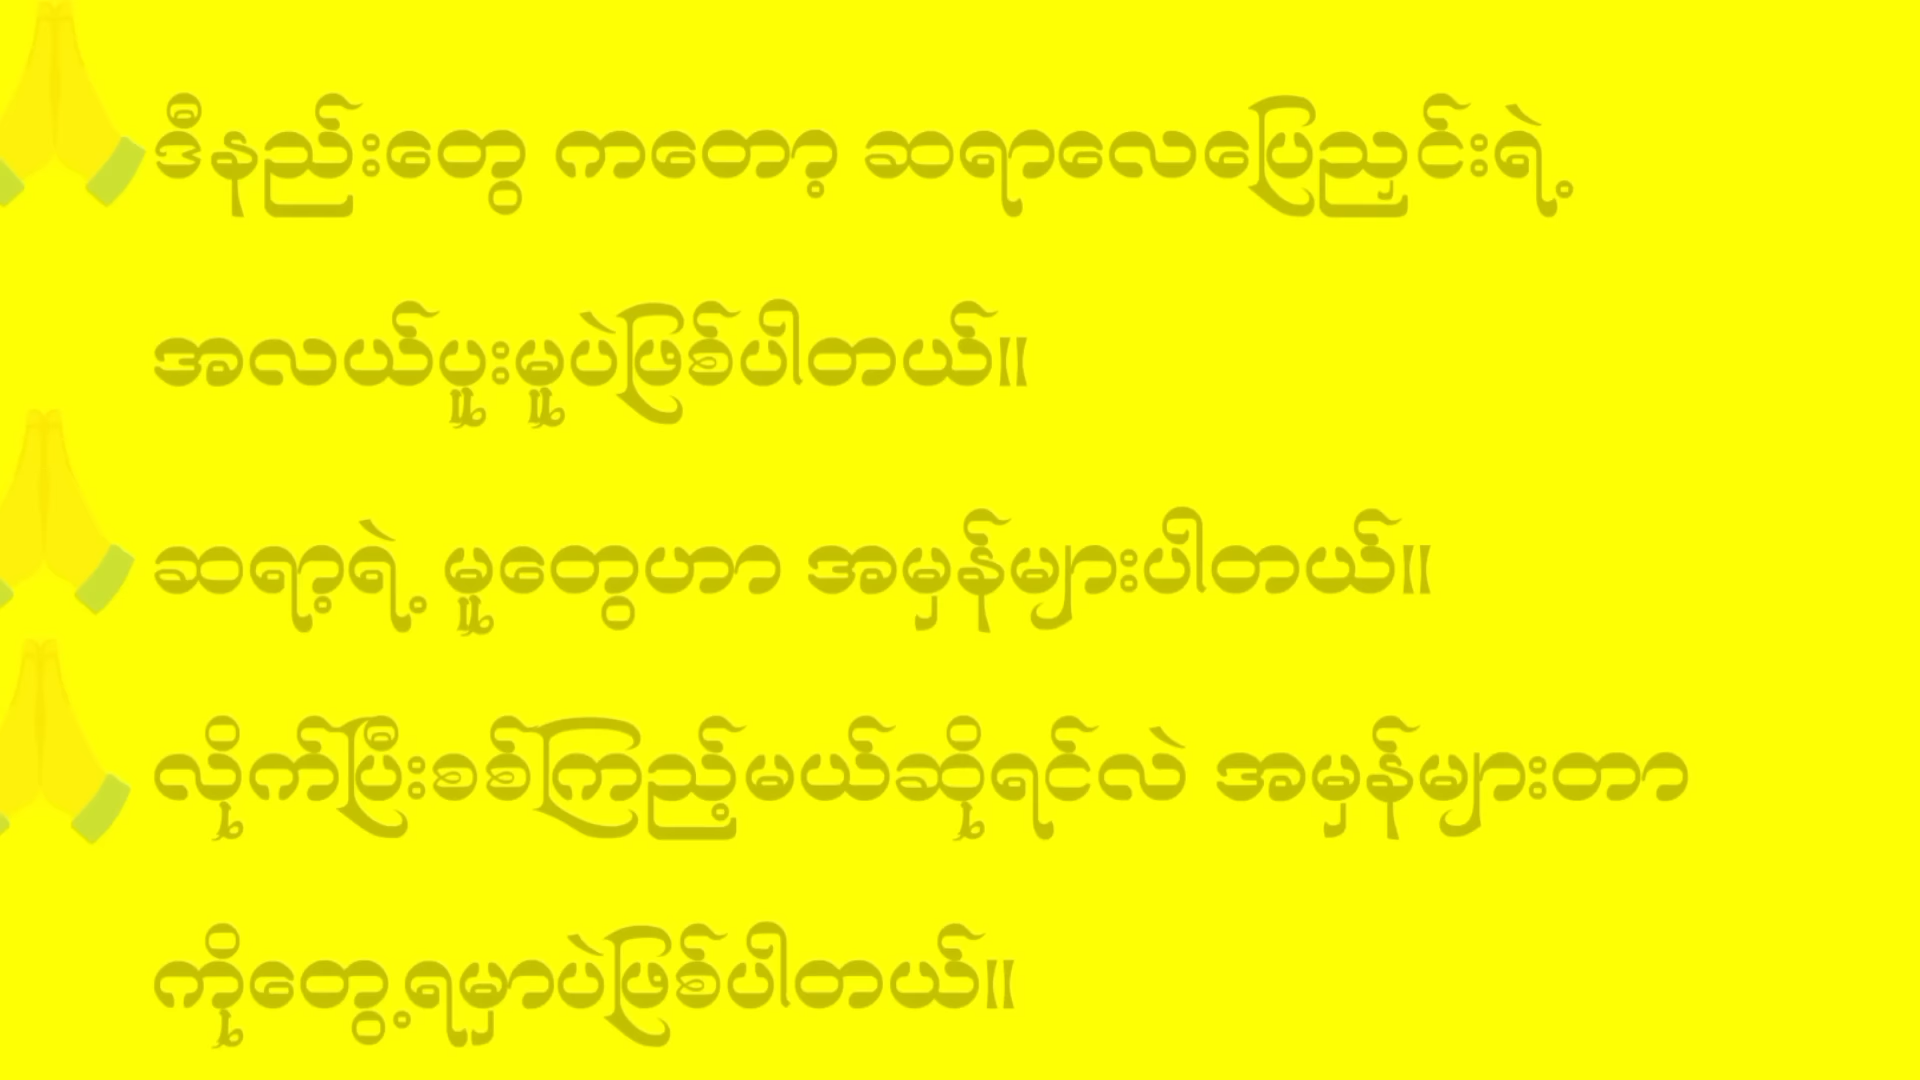 ဒီနည်းတွေ ကတော့ ဆရာလေပြေညှင်းရဲ့
အလယ်ပူးမူပဲဖြစ်ပါတယ်။
ဆရာ့ရဲ့ မူတွေဟာ အမှန်များပါတယ်။
လိုက်ပြီးစစ်ကြည့်မယ်ဆိုရင်လဲ အမှန်များတာ
ကိုတွေ့ရမှာပဲဖြစ်ပါတယ်။